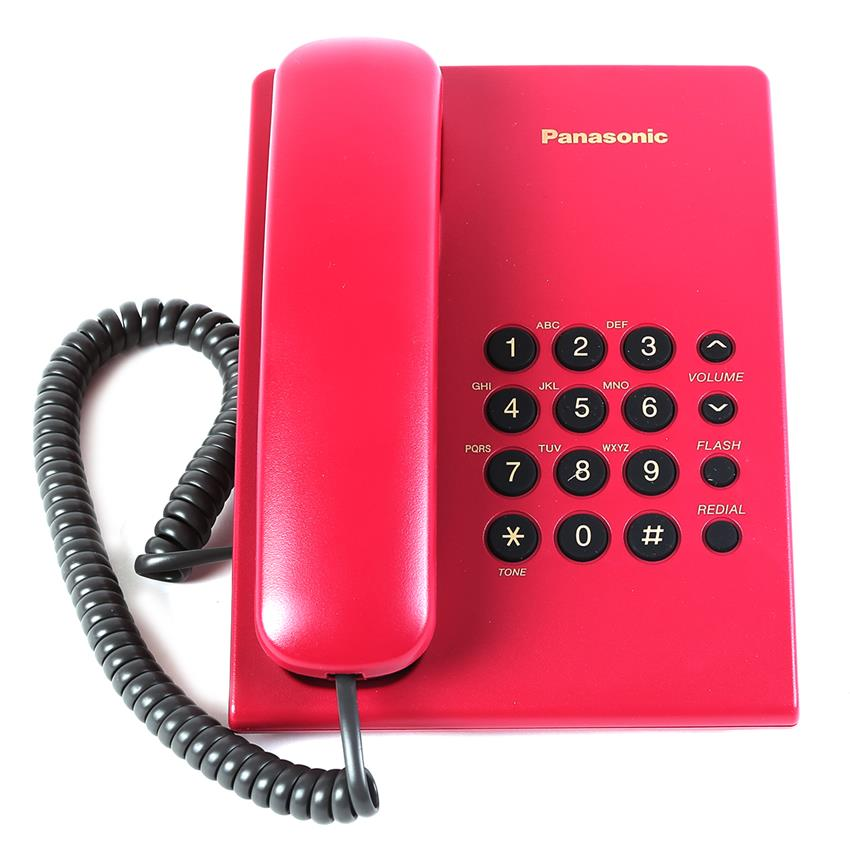 Panasonic
ABC DEF
1 2 3
VOLUME
GHI JKL MNO
4 5 6
PQRS TUV WXYZ FLASH
7 8 9
REDIAL
* 0 #
TONE